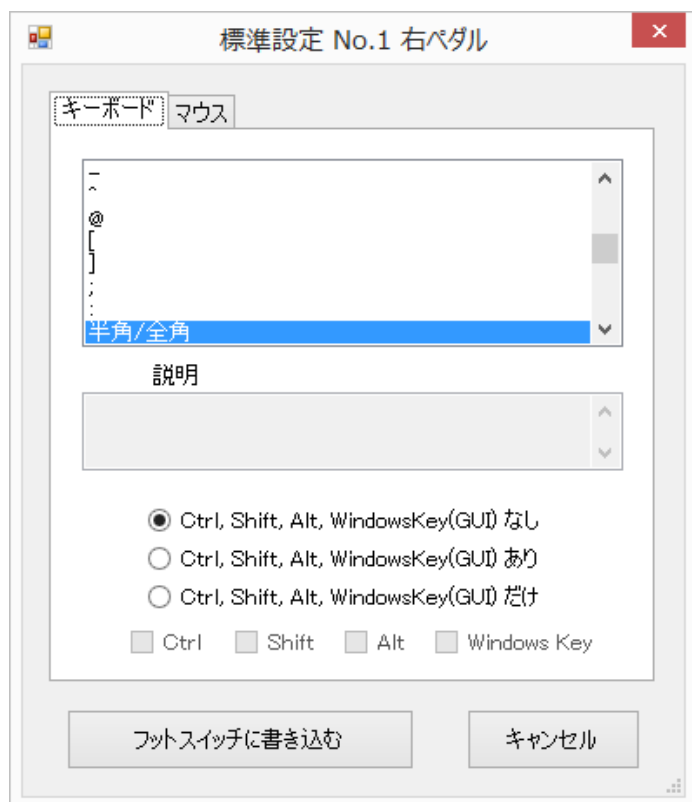 標準設定 No.1 右ペダル
キーボード マウス
_
^
@
[
]
;
:
半角/全角
説明
Ctrl, Shift, Alt, WindowsKey(GUI) なし
Ctrl, Shift, Alt, WindowsKey(GUI) あり
Ctrl, Shift, Alt, WindowsKey(GUI) だけ
Ctrl Shift Alt Windows Key
フットスイッチに書き込む キャンセル